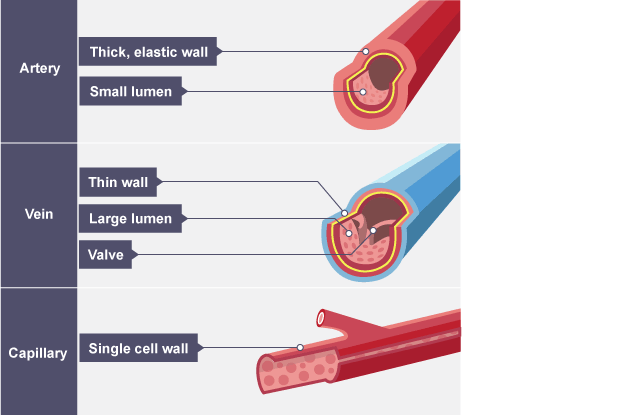 Artery
Thick, elastic wall
Small lumen
Vein
Thin wall
Large lumen
Valve
Capillary
Single cell wall